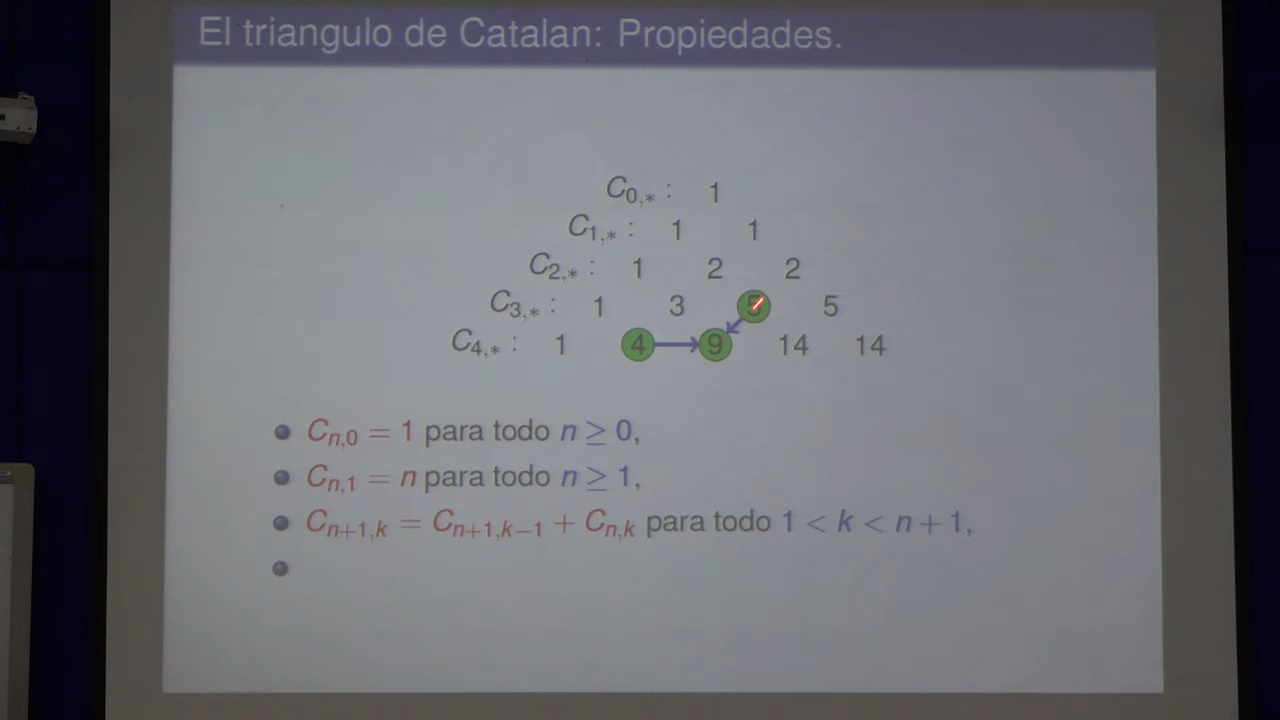 El triangulo de Catalan: Propiedades.
C0,* : 1
C1,* : 1 1
C2,* : 1 2 2
C3,* : 1 3 5 5
C4,* : 1 4 9 14 14
Cn,0 = 1 para todo n ≥ 0,
Cn,1 = n para todo n ≥ 1,
Cn+1,k = Cn+1,k−1 + Cn,k para todo 1 < k < n + 1,